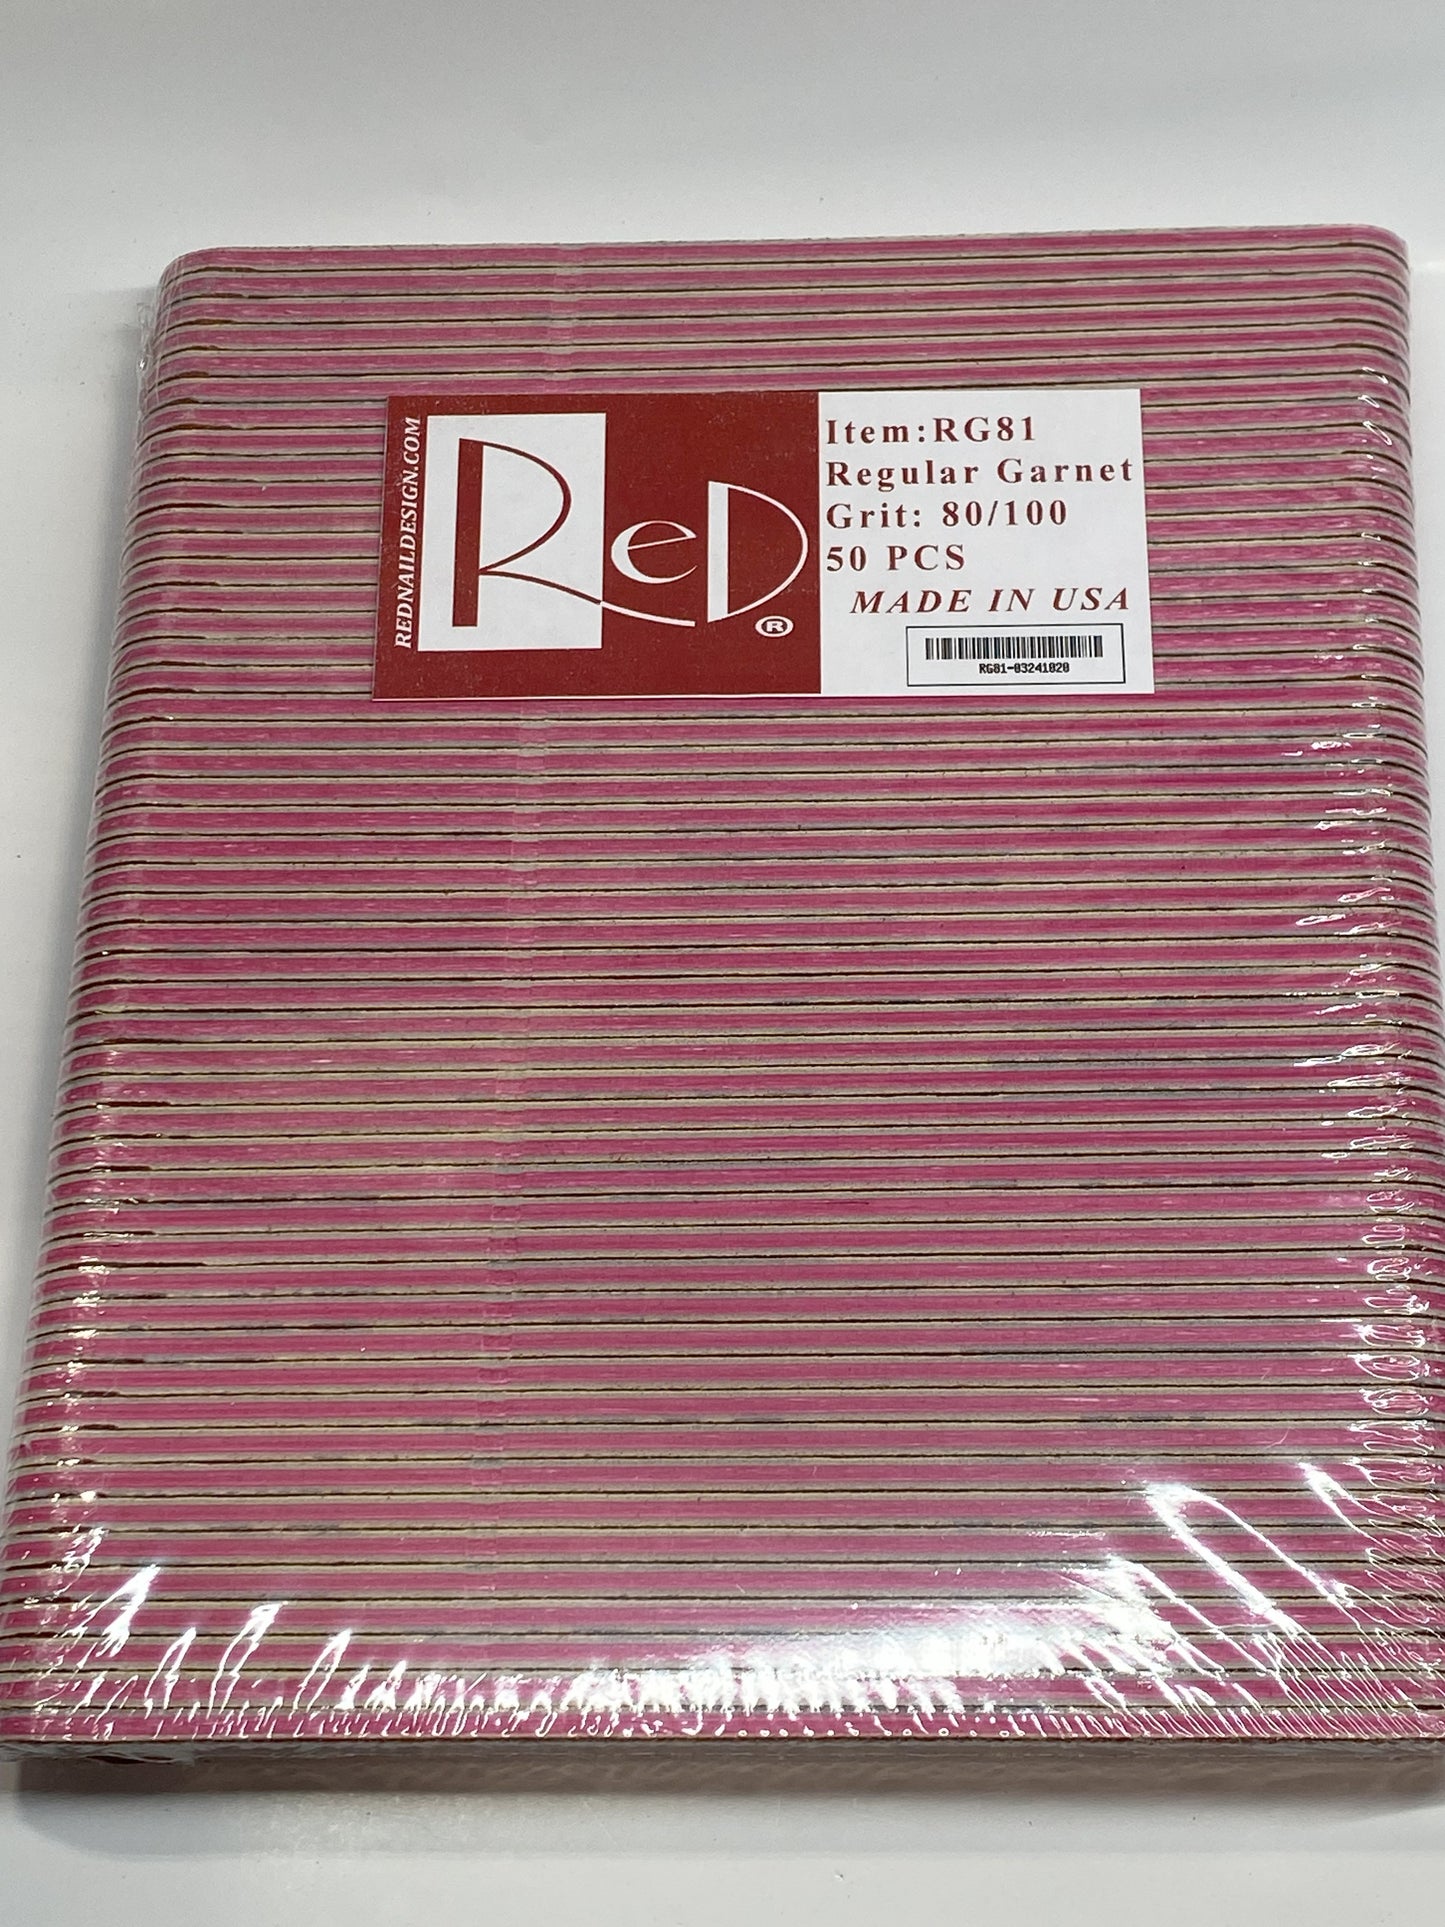 REDNAILDESIGN.COM
ReD®
Item:RG81
Regular Garnet
Grit: 80/100
50 PCS
MADE IN USA
RG81-03241020